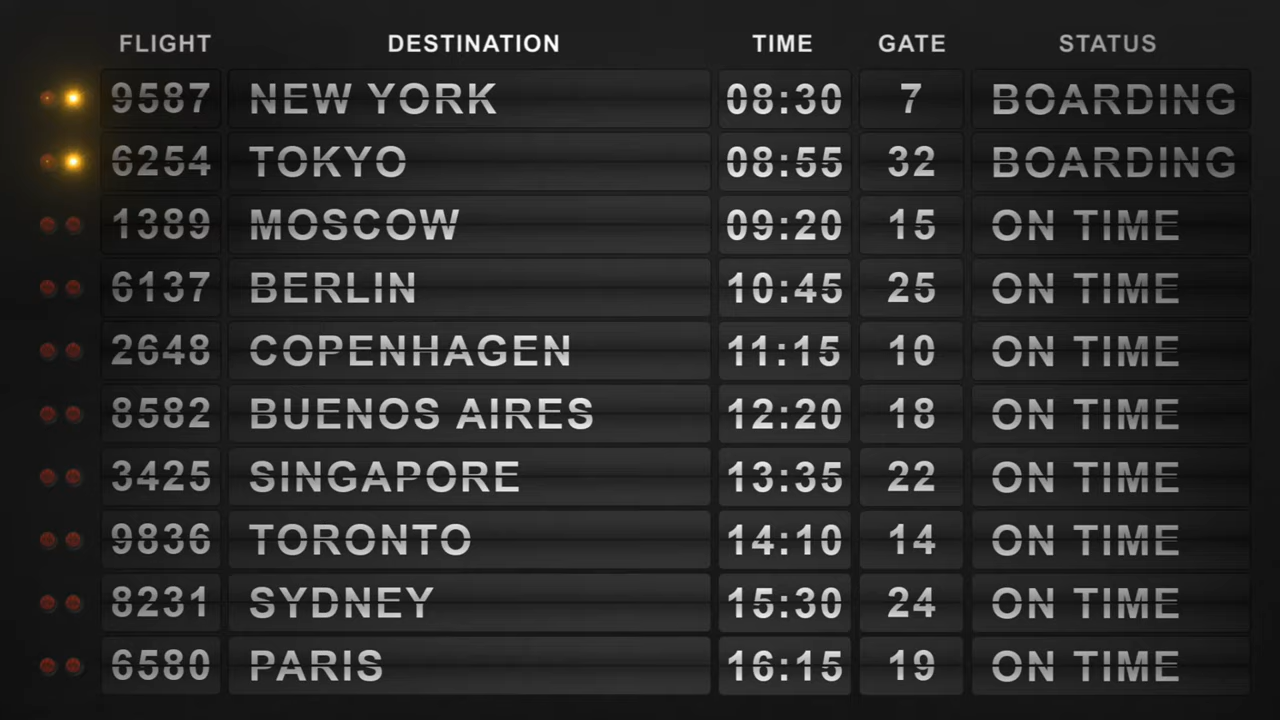 FLIGHT DESTINATION TIME GATE STATUS
9587 NEW YORK 08:30 7 BOARDING
6254 TOKYO 08:55 32 BOARDING
1389 MOSCOW 09:20 15 ON TIME
6137 BERLIN 10:45 25 ON TIME
2648 COPENHAGEN 11:15 10 ON TIME
8582 BUENOS AIRES 12:20 18 ON TIME
3425 SINGAPORE 13:35 22 ON TIME
9836 TORONTO 14:10 14 ON TIME
8231 SYDNEY 15:30 24 ON TIME
6580 PARIS 16:15 19 ON TIME